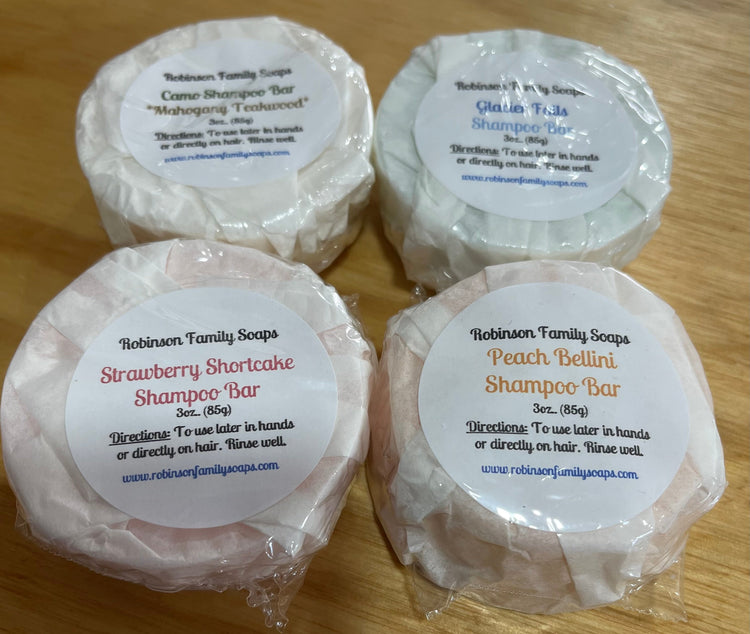 Robinson Family Soaps
Camo Shampoo Bar
*Mahogany Teakwood*
3oz.. (85g)
Directions: To use later in hands
or directly on hair. Rinse well.
www.robinsonfamilysoaps.com
Robinson Family Soaps
Glacier Foils
Shampoo Bar
3oz.. (85g)
Directions: To use later in hands
or directly on hair. Rinse well.
www.robinsonfamilysoaps.com
Robinson Family Soaps
Strawberry Shortcake
Shampoo Bar
3oz.. (85g)
Directions: To use later in hands
or directly on hair. Rinse well.
www.robinsonfamilysoaps.com
Robinson Family Soaps
Peach Bellini
Shampoo Bar
3oz.. (85g)
Directions: To use later in hands
or directly on hair. Rinse well.
www.robinsonfamilysoaps.com